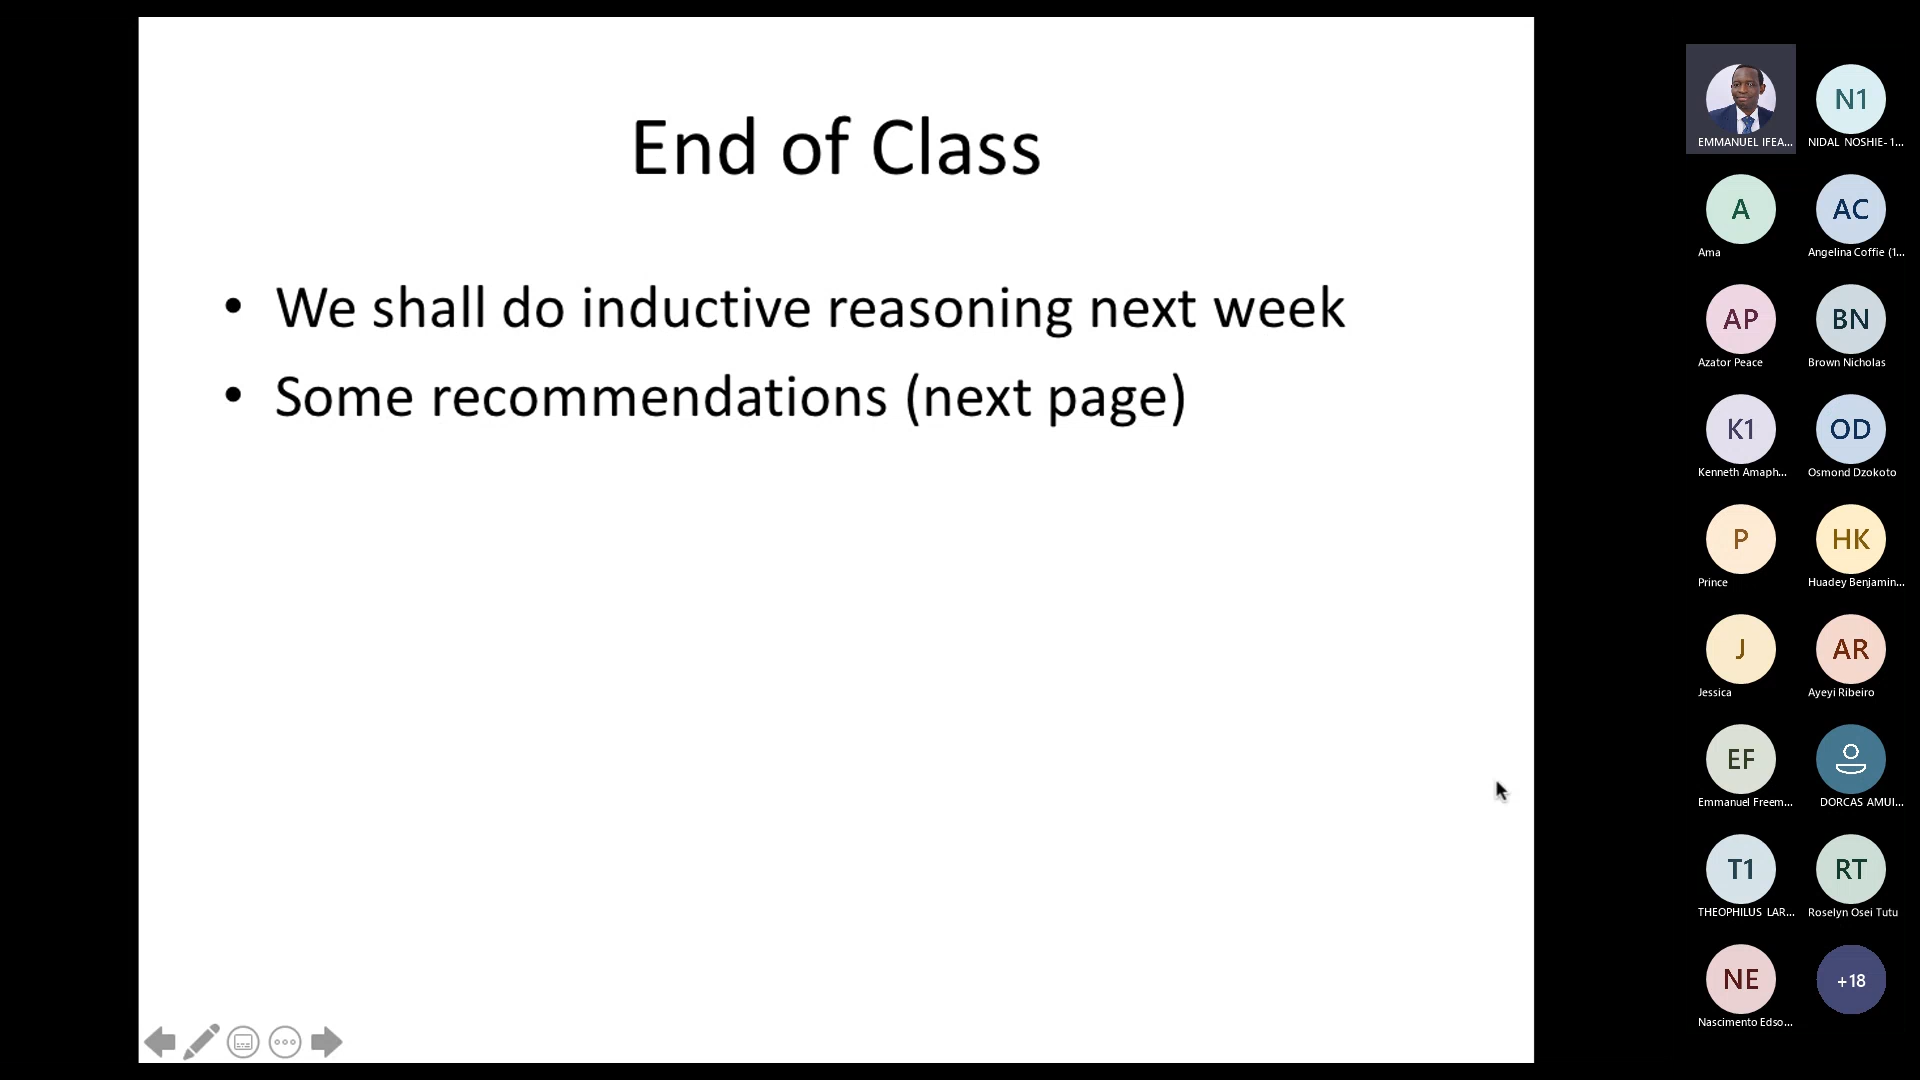 End of Class
• We shall do inductive reasoning next week
• Some recommendations (next page)
EMMANUEL IFEA...
N1
NIDAL NOSHIE- 1...
A
Ama
AC
Angelina Coffie (1...
AP
Azator Peace
BN
Brown Nicholas
K1
Kenneth Amaph...
OD
Osmond Dzokoto
P
Prince
HK
Huadey Benjamin...
J
Jessica
AR
Ayeyi Ribeiro
EF
Emmanuel Freem...
DORCAS AMUI...
T1
THEOPHILUS LAR...
RT
Roselyn Osei Tutu
NE
Nascimento Edso...
+18